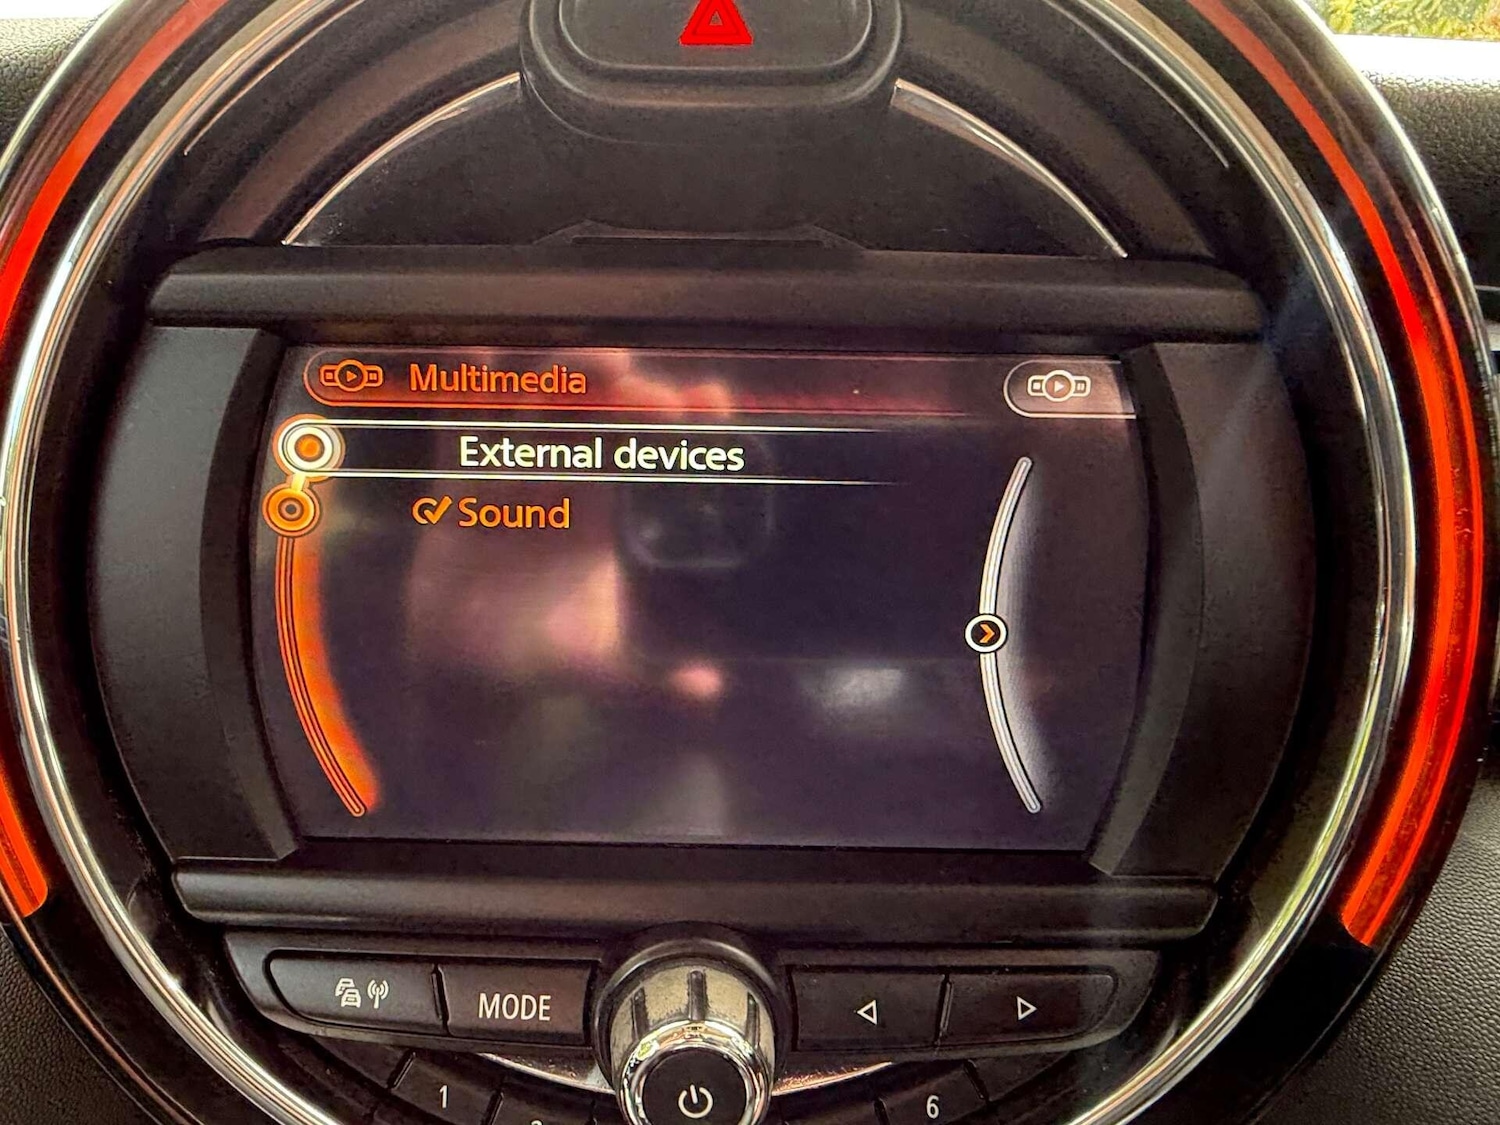 Multimedia
External devices
Sound
MODE
1
6